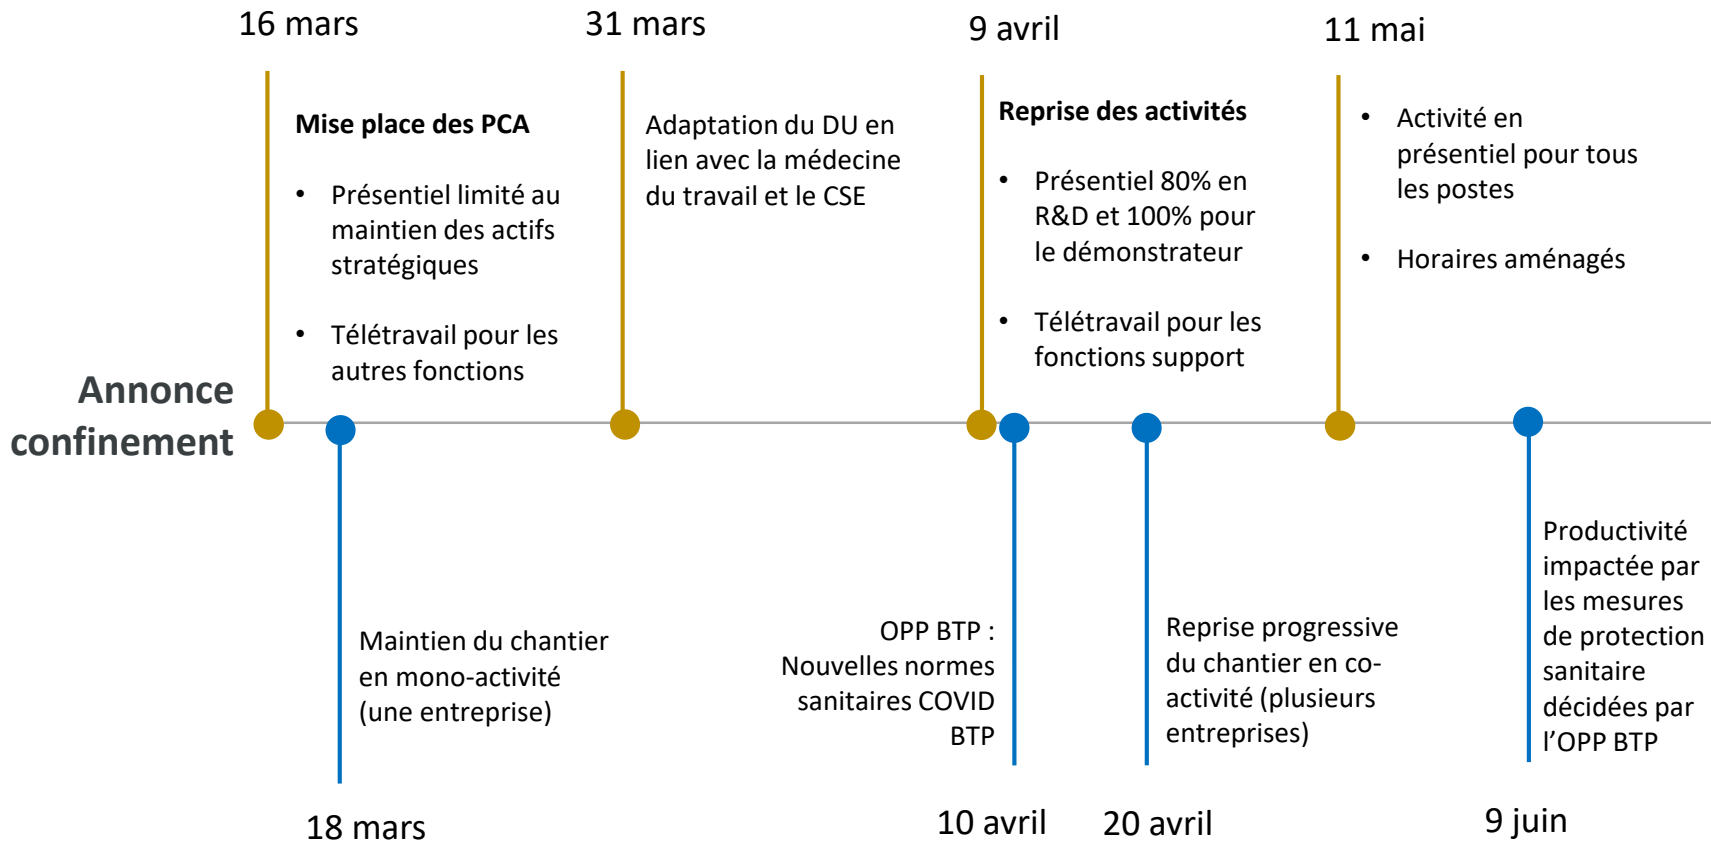 16 mars
31 mars
9 avril
11 mai
Mise place des PCA
• Présentiel limité au
maintien des actifs
stratégiques
• Télétravail pour les
autres fonctions
Adaptation du DU en
lien avec la médecine
du travail et le CSE
Reprise des activités
• Présentiel 80% en
R&D et 100% pour
le démonstrateur
• Télétravail pour les
fonctions support
• Activité en
présentiel pour tous
les postes
• Horaires aménagés
Annonce
confinement
Maintien du chantier
en mono-activité
(une entreprise)
OPP BTP :
Nouvelles normes
sanitaires COVID
BTP
Reprise progressive
du chantier en co-
activité (plusieurs
entreprises)
Productivité
impactée par
les mesures
de protection
sanitaire
décidées par
l’OPP BTP
18 mars
10 avril
20 avril
9 juin